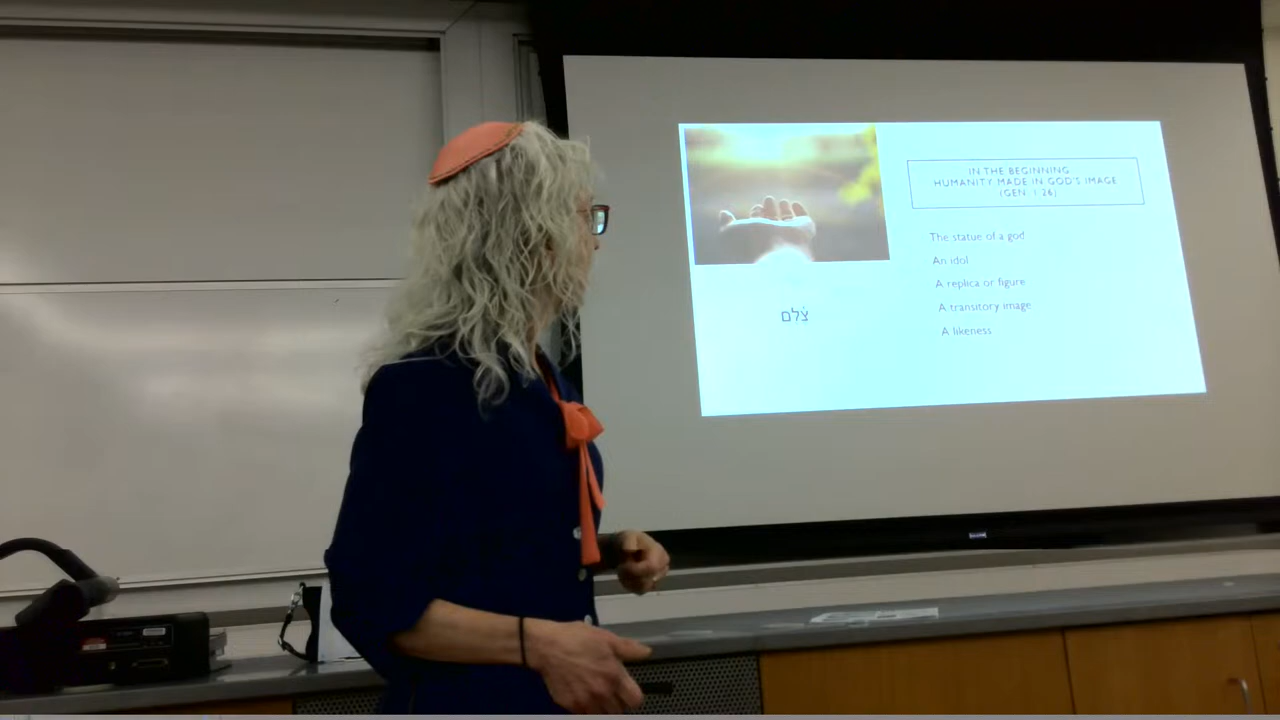 IN THE BEGINNING
HUMANITY MADE IN GOD'S IMAGE
(GEN. 1:26)
The statue of a god
An idol
A replica or figure
A transitory image
A likeness
צֹלם